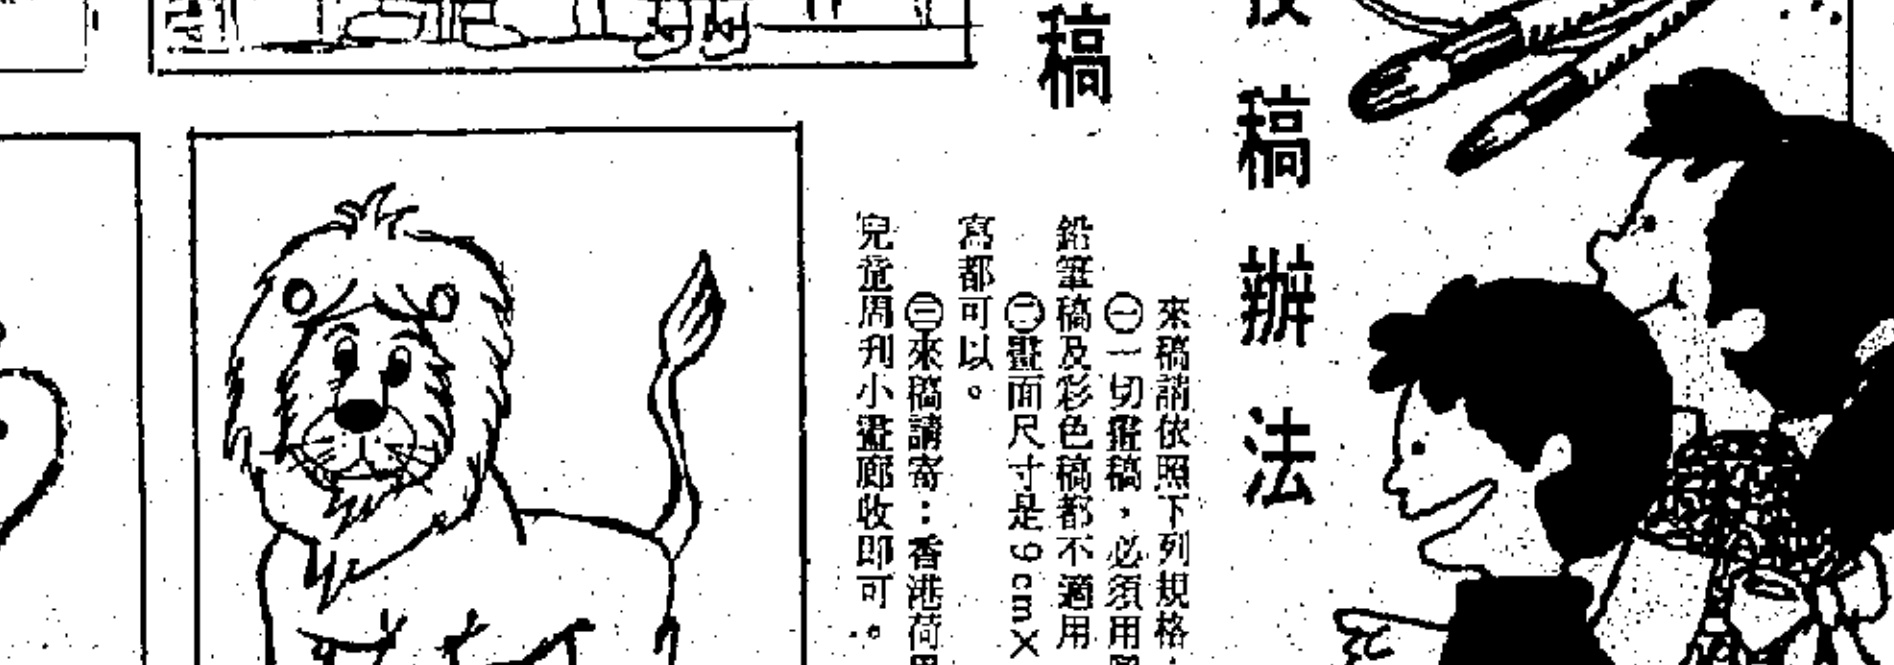 稿辦法
稿
來稿請依照下列規格
㊀一切畫稿，必須用
鉛筆稿及彩色稿都不適用
㊁畫面尺寸是9cm×
寫都可以。
㊂來稿請寄：香港荷
兒童周刊小畫廊收即可。